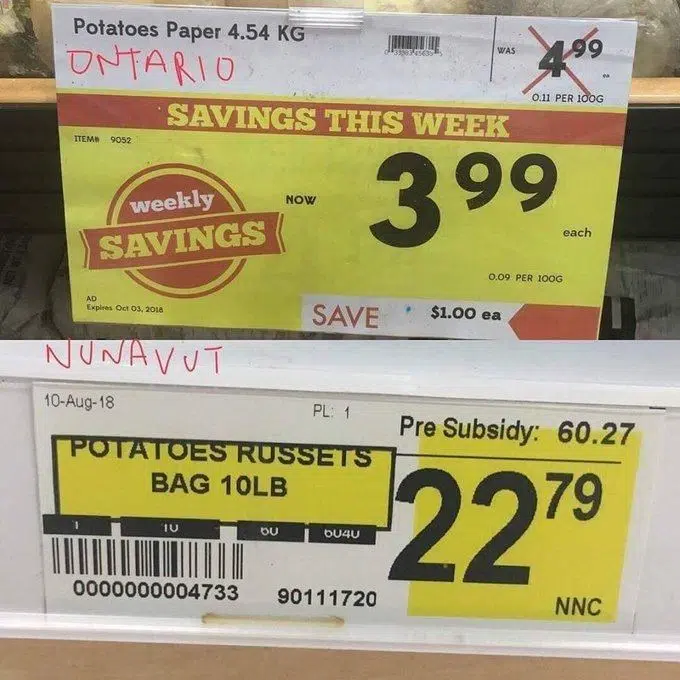 Potatoes Paper 4.54 KG
ONTARIO
WAS 4.99 ea
0.11 PER 100G
SAVINGS THIS WEEK
ITEM# 9052
weekly
SAVINGS
NOW 3 99 each
0.09 PER 100G
AD
Expires Oct 03, 2018
SAVE $1.00 ea
NUNAVUT
10-Aug-18
PL: 1
Pre Subsidy: 60.27
POTATOES RUSSETS
BAG 10LB
22 79
0000000004733 90111720
NNC